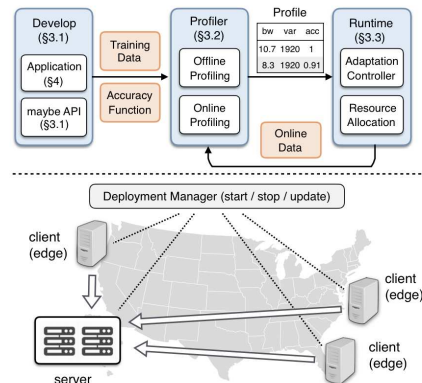 Develop
(§3.1)
Application
(§4)
maybe API
(§3.1)
Training
Data
Accuracy
Function
Profiler
(§3.2)
Offline
Profiling
Online
Profiling
Profile
bw var acc
10.7 1920 1
8.3 1920 0.91
Online
Data
Runtime
(§3.3)
Adaptation
Controller
Resource
Allocation
Deployment Manager (start / stop / update)
client
(edge)
client
(edge)
client
(edge)
server